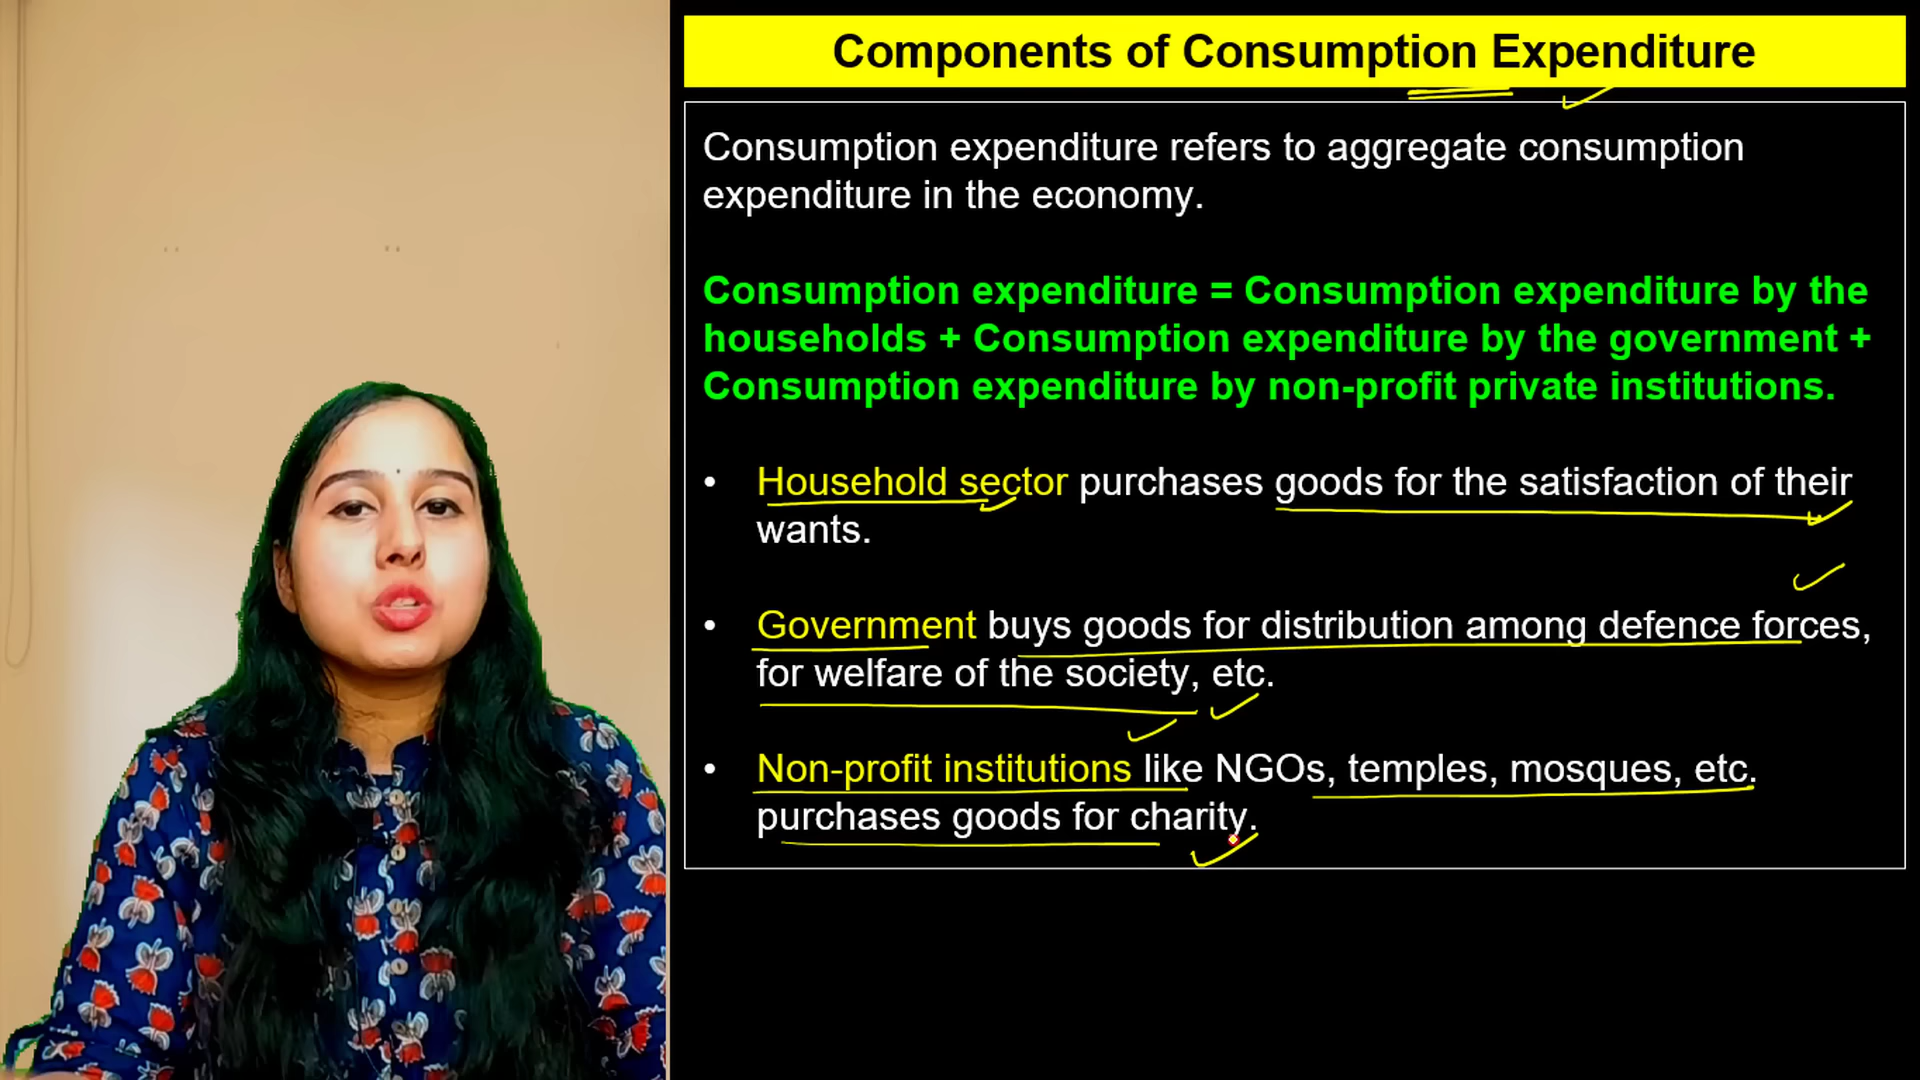 Components of Consumption Expenditure
Consumption expenditure refers to aggregate consumption
expenditure in the economy.
Consumption expenditure = Consumption expenditure by the
households + Consumption expenditure by the government +
Consumption expenditure by non-profit private institutions.
• Household sector purchases goods for the satisfaction of their
wants.
• Government buys goods for distribution among defence forces,
for welfare of the society, etc.
• Non-profit institutions like NGOs, temples, mosques, etc.
purchases goods for charity.